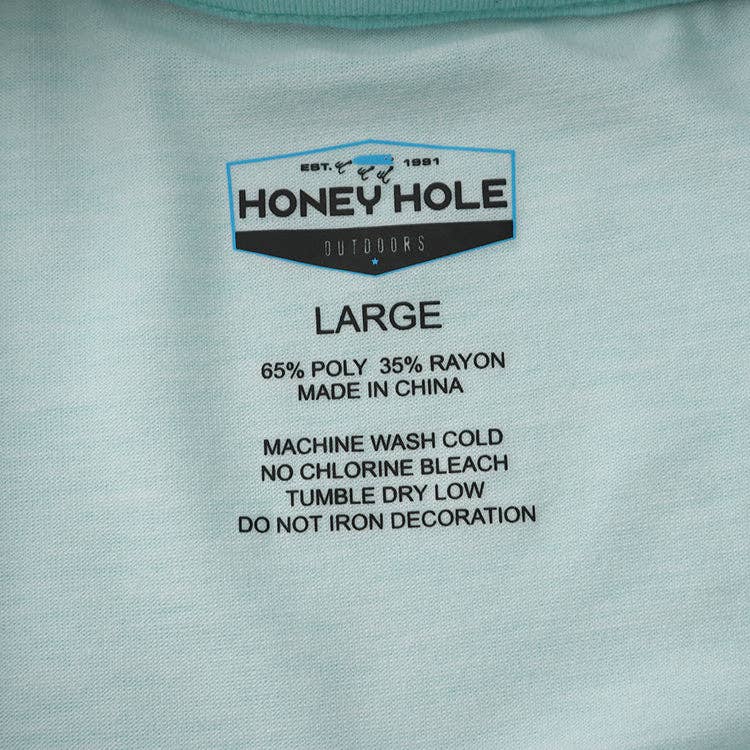 EST. 1991
HONEY HOLE
OUTDOORS
LARGE
65% POLY 35% RAYON
MADE IN CHINA
MACHINE WASH COLD
NO CHLORINE BLEACH
TUMBLE DRY LOW
DO NOT IRON DECORATION